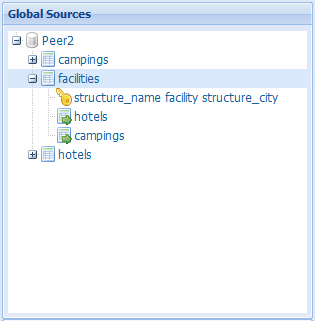 Global Sources
Peer2
campings
facilities
structure_name facility structure_city
hotels
campings
hotels